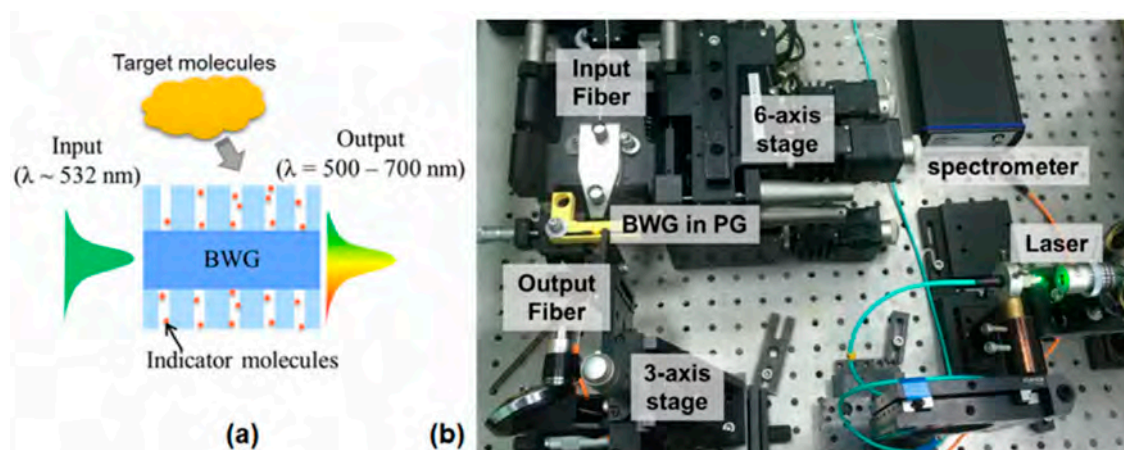 Target molecules
Input
(λ ~ 532 nm)
Output
(λ = 500 – 700 nm)
BWG
Indicator molecules
(a)
(b)
Input
Fiber
6-axis
stage
spectrometer
BWG in PG
Laser
Output
Fiber
3-axis
stage